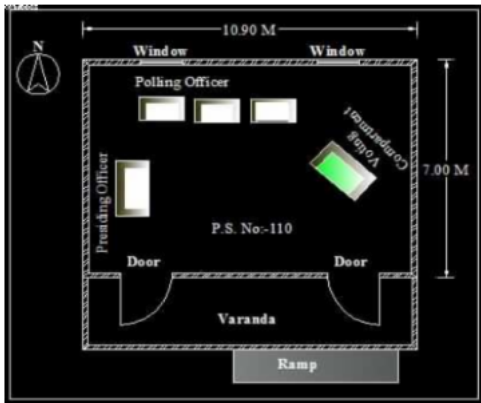 10.90 M
N
Window Window
Polling Officer
Voting
Compartment
7.00 M
Presiding Officer
P.S. No:-110
Door Door
Varanda
Ramp